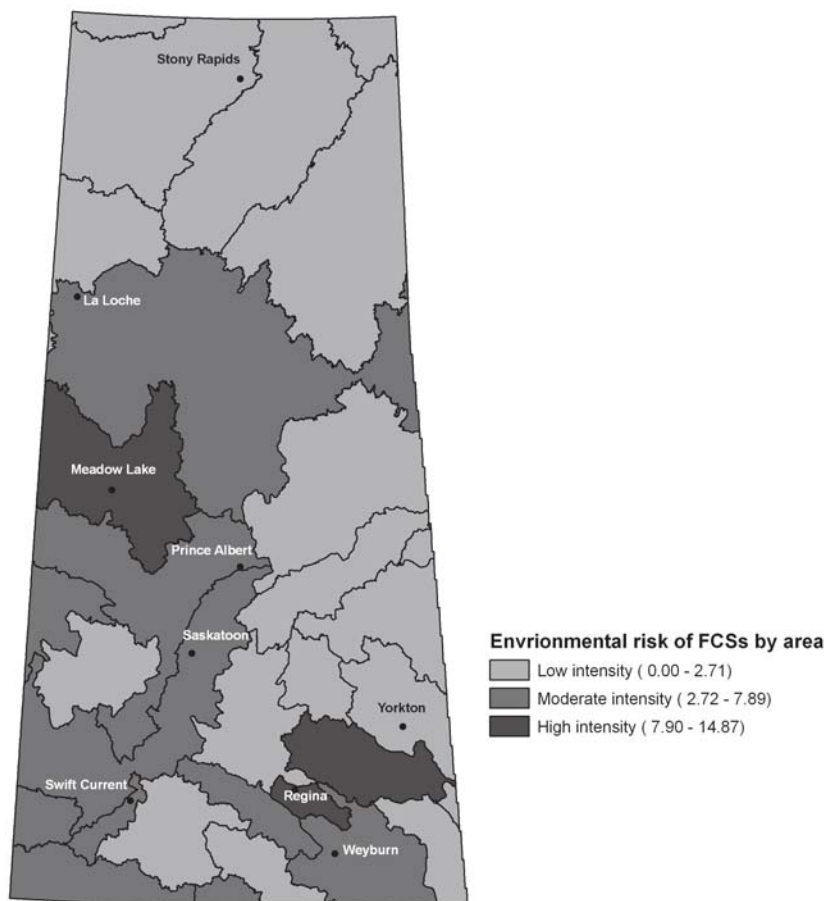 Stony Rapids
La Loche
Meadow Lake
Prince Albert
Saskatoon
Yorkton
Swift Current
Regina
Weyburn
Envrionmental risk of FCSs by area
Low intensity ( 0.00 - 2.71)
Moderate intensity ( 2.72 - 7.89)
High intensity ( 7.90 - 14.87)